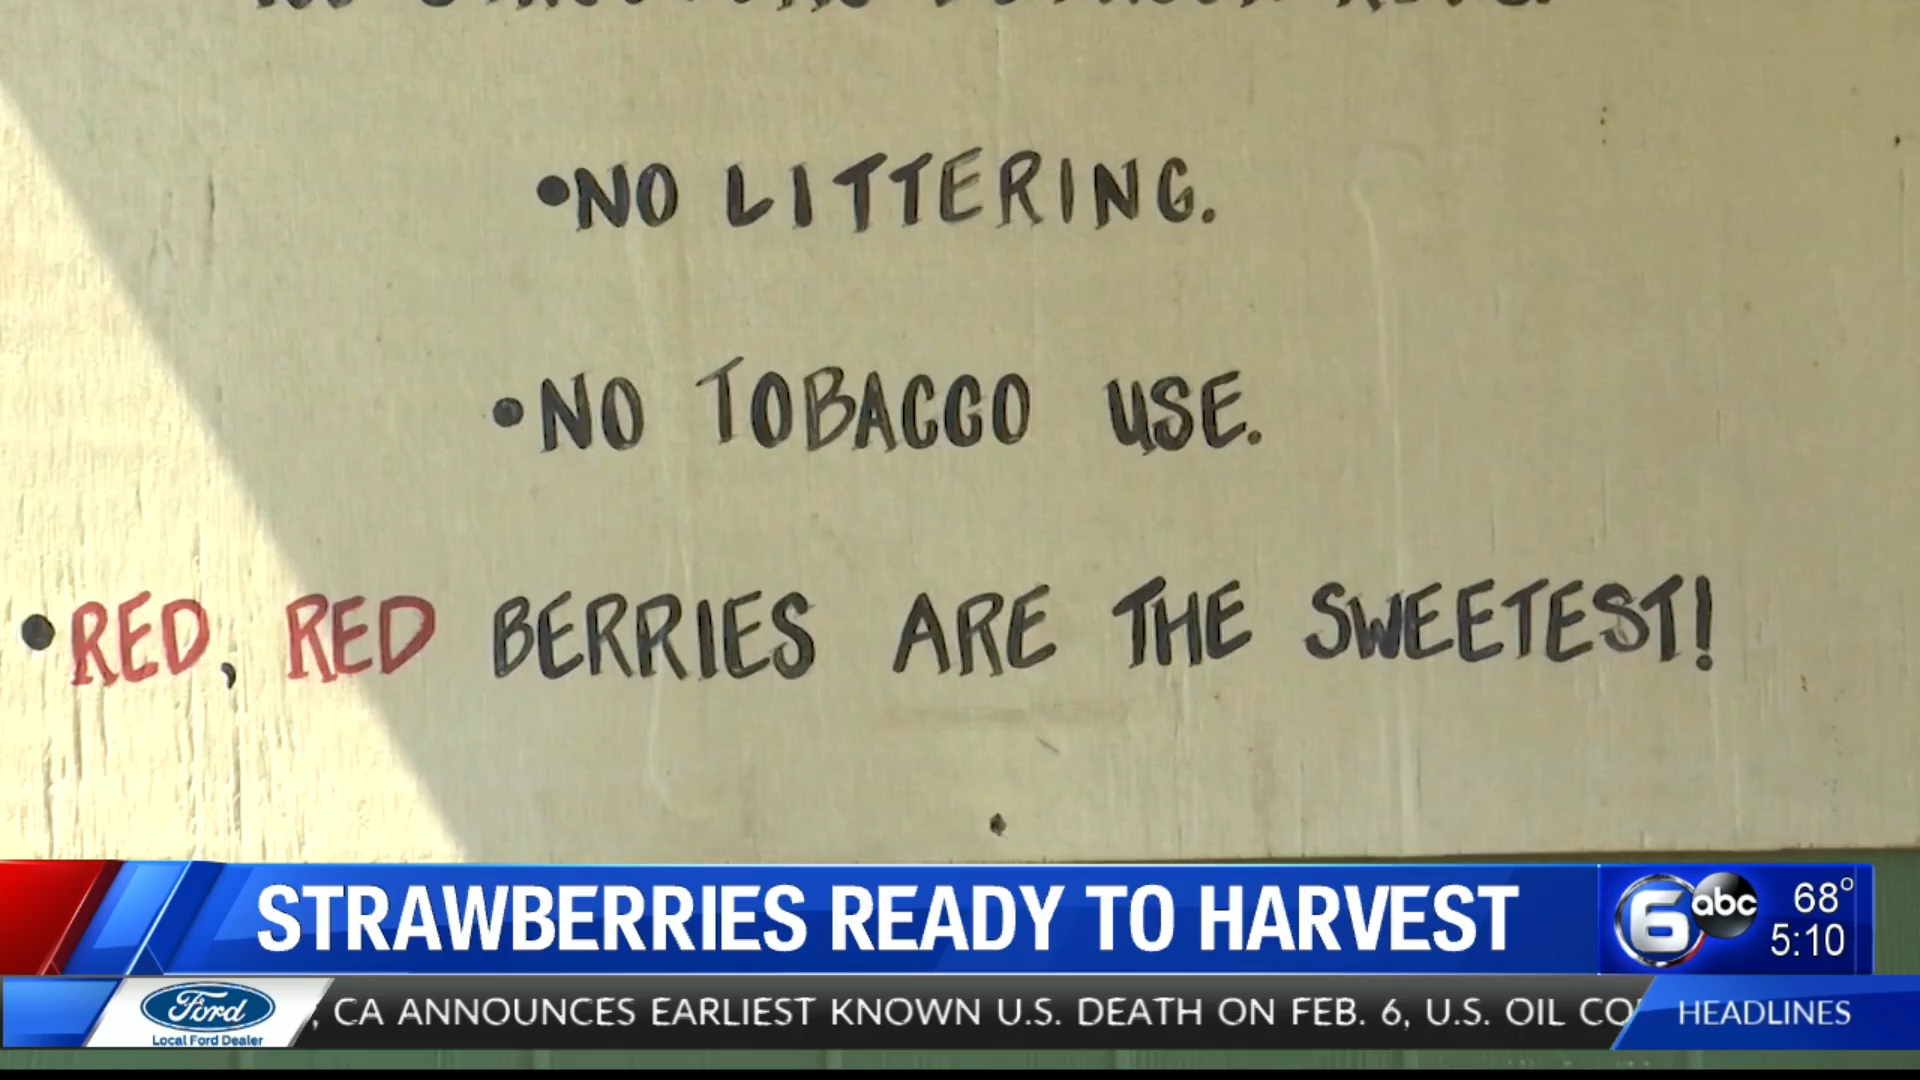 •NO LITTERING.
•NO TOBACCO USE.
•RED, RED BERRIES ARE THE SWEETEST!
STRAWBERRIES READY TO HARVEST
6 abc
68°
5:10
Ford
Local Ford Dealer
, CA ANNOUNCES EARLIEST KNOWN U.S. DEATH ON FEB. 6, U.S. OIL CO
HEADLINES